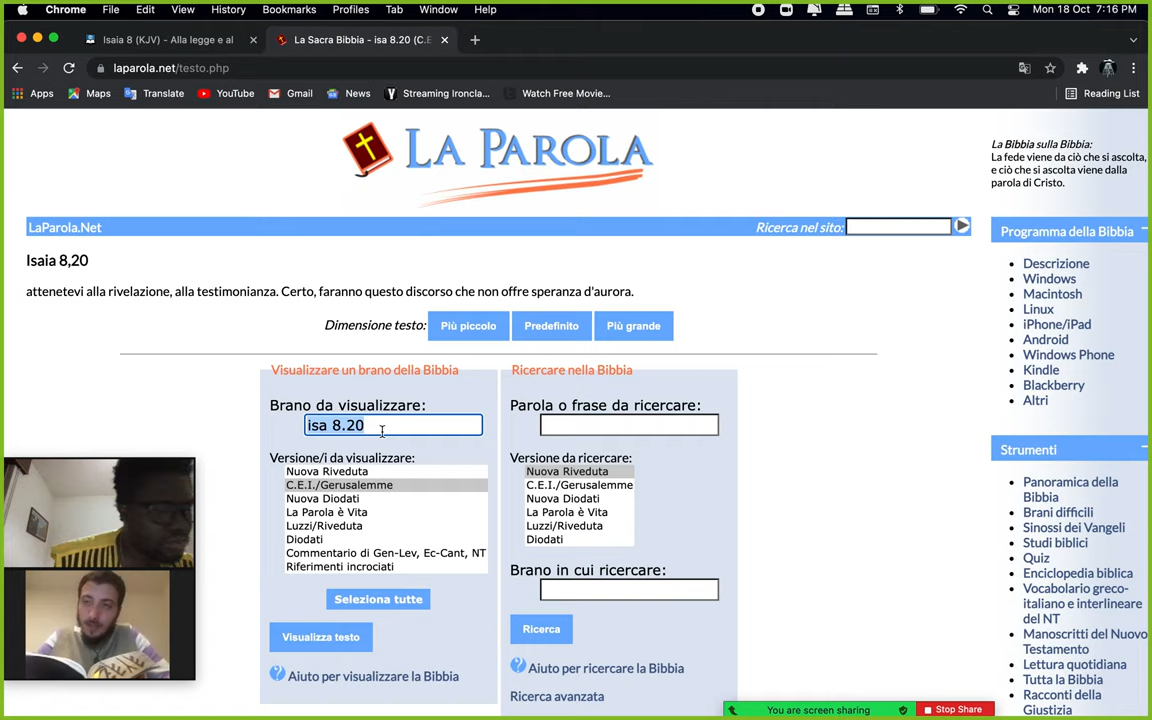 Chrome File Edit View History Bookmarks Profiles Tab Window Help Mon 18 Oct 7:16 PM
Isaia 8 (KJV) - Alla legge e al La Sacra Bibbia - isa 8.20 (C.E
laparola.net/testo.php
Apps Maps Translate YouTube Gmail News Streaming Ironcla... Watch Free Movie... Reading List
LA PAROLA
La Bibbia sulla Bibbia:
La fede viene da ciò che si ascolta,
e ciò che si ascolta viene dalla
parola di Cristo.
LaParola.Net Ricerca nel sito:
Isaia 8,20
attenetevi alla rivelazione, alla testimonianza. Certo, faranno questo discorso che non offre speranza d'aurora.
Dimensione testo: Più piccolo Predefinito Più grande
Visualizzare un brano della Bibbia
Brano da visualizzare:
isa 8.20
Versione/i da visualizzare:
Nuova Riveduta
C.E.I./Gerusalemme
Nuova Diodati
La Parola è Vita
Luzzi/Riveduta
Diodati
Commentario di Gen-Lev, Ec-Cant, NT
Riferimenti incrociati
Seleziona tutte
Visualizza testo
Aiuto per visualizzare la Bibbia
Ricercare nella Bibbia
Parola o frase da ricercare:
Versione da ricercare:
Nuova Riveduta
C.E.I./Gerusalemme
Nuova Diodati
La Parola è Vita
Luzzi/Riveduta
Diodati
Brano in cui ricercare:
Ricerca
Aiuto per ricercare la Bibbia
Ricerca avanzata
Programma della Bibbia
Descrizione
Windows
Macintosh
Linux
iPhone/iPad
Android
Windows Phone
Kindle
Blackberry
Altri
Strumenti
Panoramica della
Bibbia
Brani difficili
Sinossi dei Vangeli
Studi biblici
Quiz
Enciclopedia biblica
Vocabolario greco-
italiano e interlineare
del NT
Manoscritti del Nuovo
Testamento
Lettura quotidiana
Tutta la Bibbia
Racconti della
Giustizia
You are screen sharing Stop Share